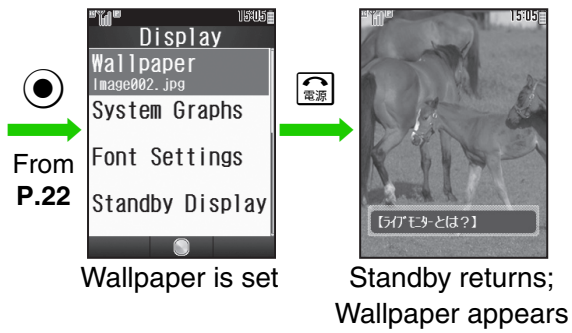 From
P.22
15:05
Display
Wallpaper
Image002.jpg
System Graphs
Font Settings
Standby Display
Wallpaper is set
電源
15:05
【ライブモニターとは?】
Standby returns;
Wallpaper appears